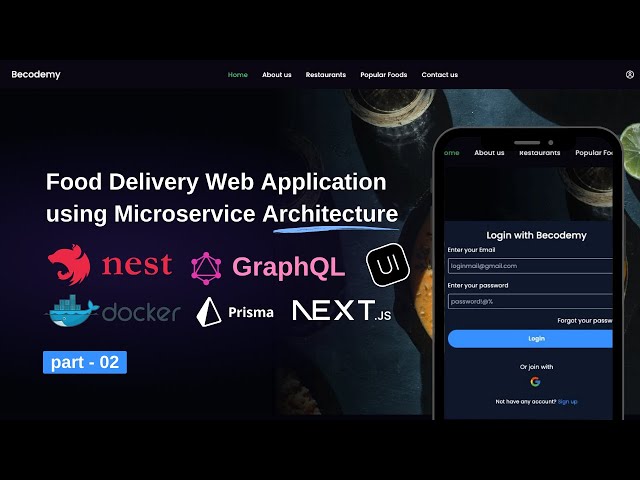 Becodemy
Home About us Restaurants Popular Foods Contact us
Food Delivery Web Application
using Microservice Architecture
nest GraphQL UI
docker Prisma NEXT.JS
part - 02
ome About us Restaurants Popular Fo
Login with Becodemy
Enter your Email
loginmail@gmail.com
Enter your password
password!@%
Forgot your passw
Login
Or join with
G
Not have any account? Sign up